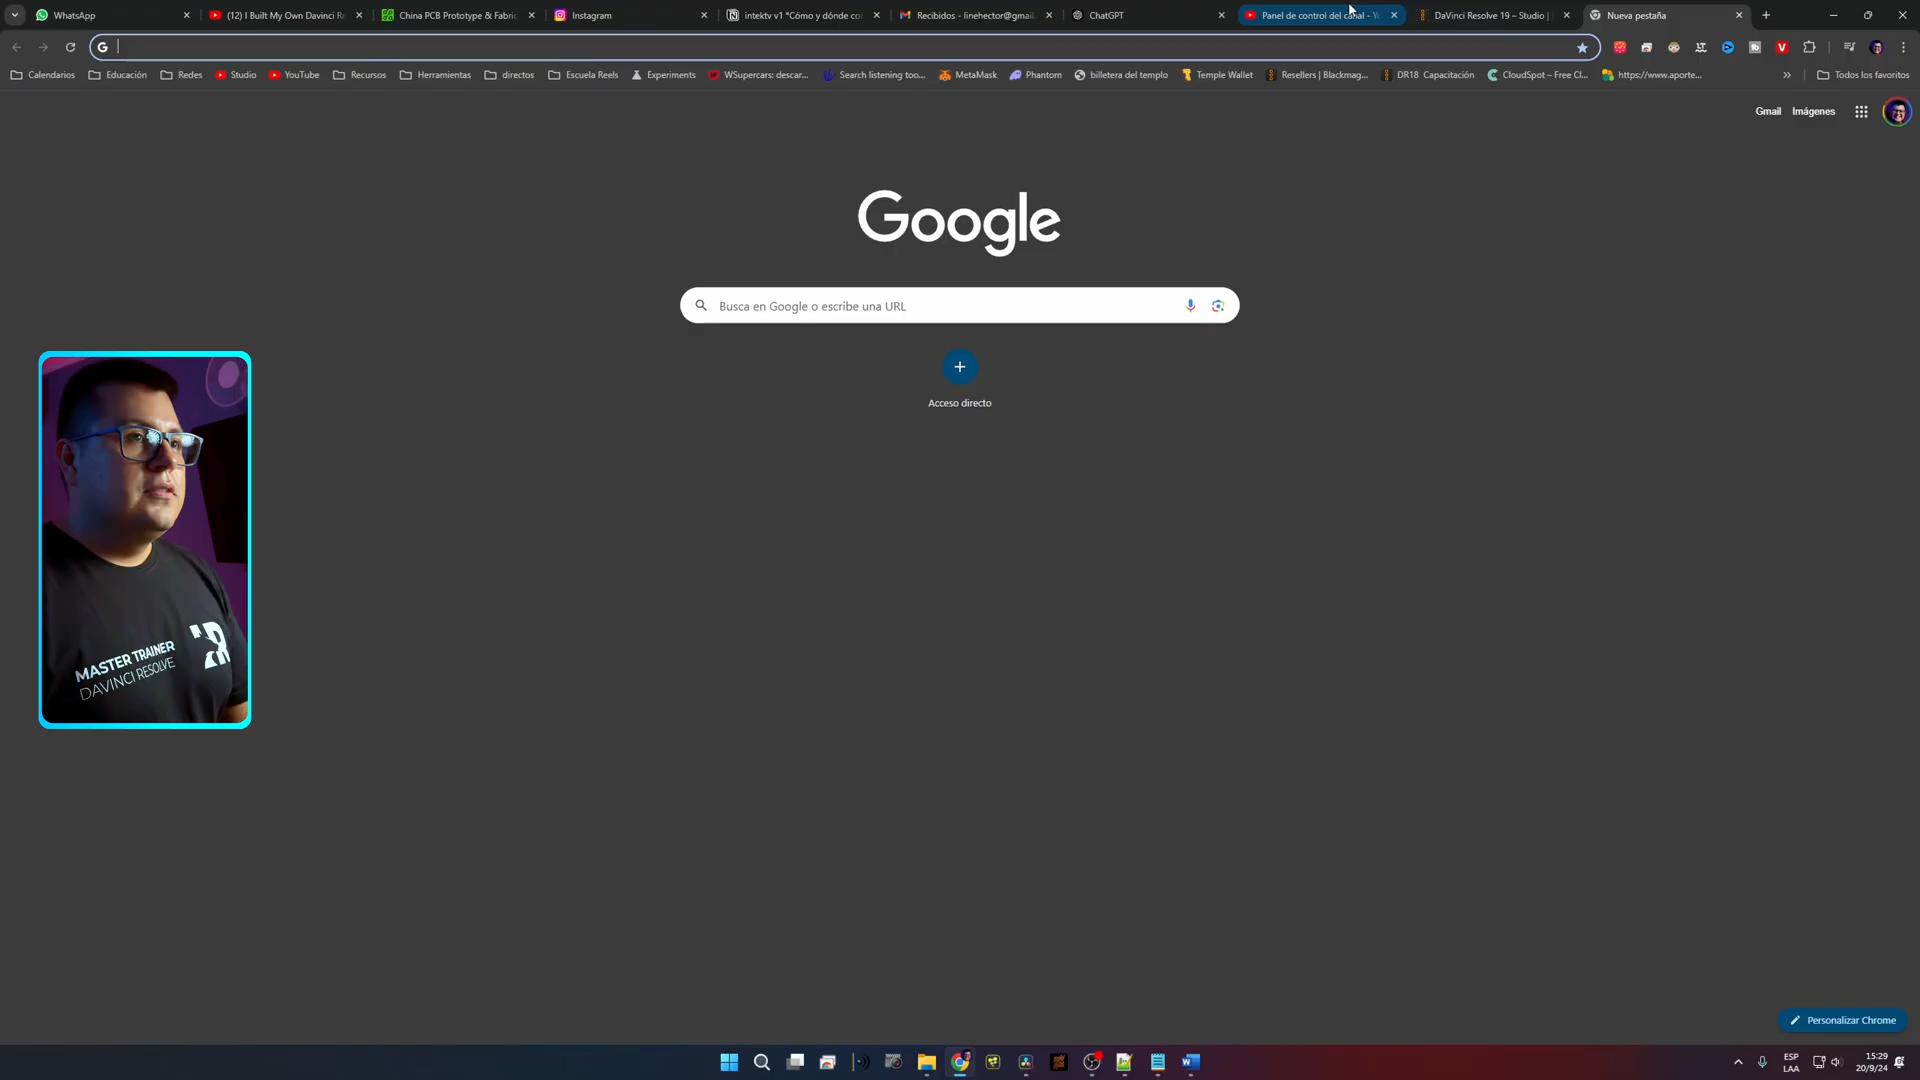 WhatsApp
(12) I Built My Own Davinci Re
China PCB Prototype & Fabric
Instagram
intektv v1 *Cómo y dónde co
Recibidos - linehector@gmail.
ChatGPT
Panel de control del canal - Yo
DaVinci Resolve 19 – Studio |
Nueva pestaña
Calendarios
Educación
Redes
Studio
YouTube
Recursos
Herramientas
directos
Escuela Reels
Experiments
WSupercars: descar...
Search listening too...
MetaMask
Phantom
billetera del templo
Temple Wallet
Resellers | Blackmag...
DR18 Capacitación
CloudSpot – Free Cl...
https://www.aporte...
»
Todos los favoritos
Gmail
Imágenes
Google
Busca en Google o escribe una URL
Acceso directo
MASTER TRAINER
DAVINCI RESOLVE
Personalizar Chrome
ESP
LAA
15:29
20/9/24